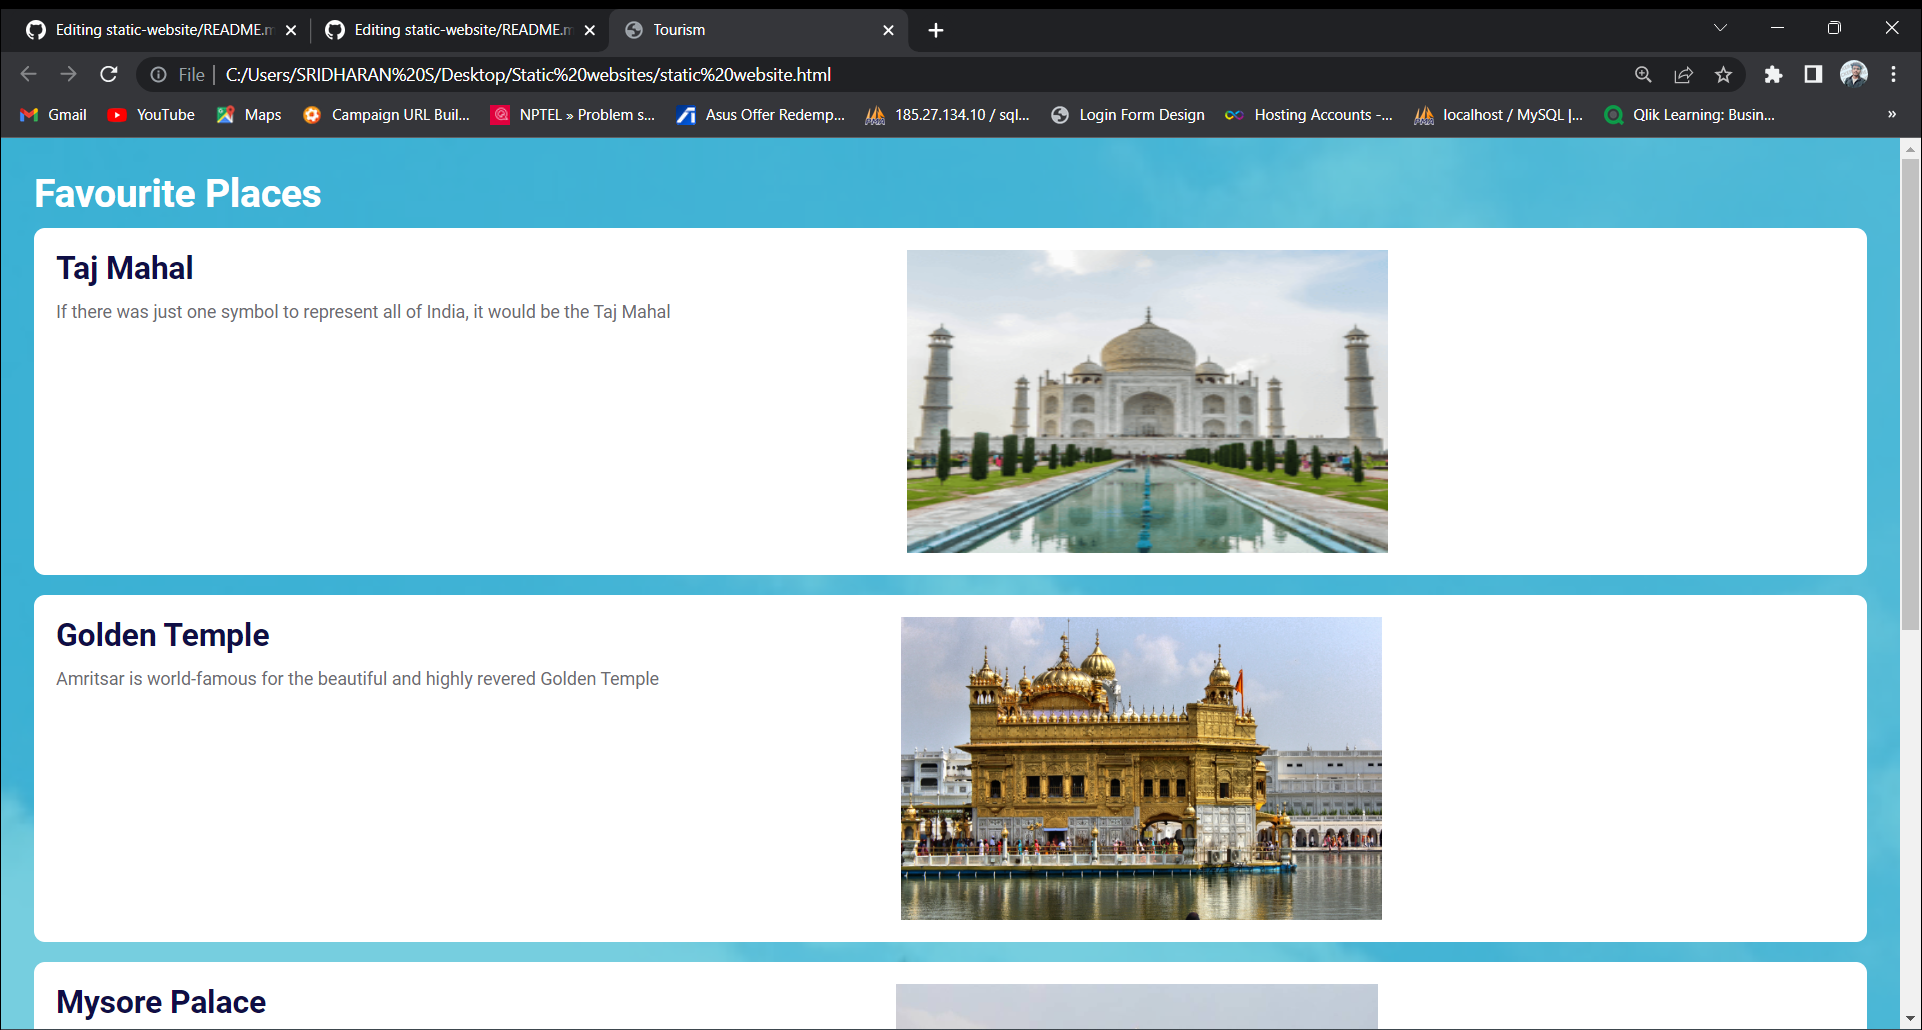 Editing static-website/README.m
Editing static-website/README.m
Tourism
File
C:/Users/SRIDHARAN%20S/Desktop/Static%20websites/static%20website.html
Gmail
YouTube
Maps
Campaign URL Buil...
NPTEL » Problem s...
Asus Offer Redemp...
185.27.134.10 / sql...
Login Form Design
Hosting Accounts -...
localhost / MySQL |...
Qlik Learning: Busin...
»
Favourite Places
Taj Mahal
If there was just one symbol to represent all of India, it would be the Taj Mahal
Golden Temple
Amritsar is world-famous for the beautiful and highly revered Golden Temple
Mysore Palace